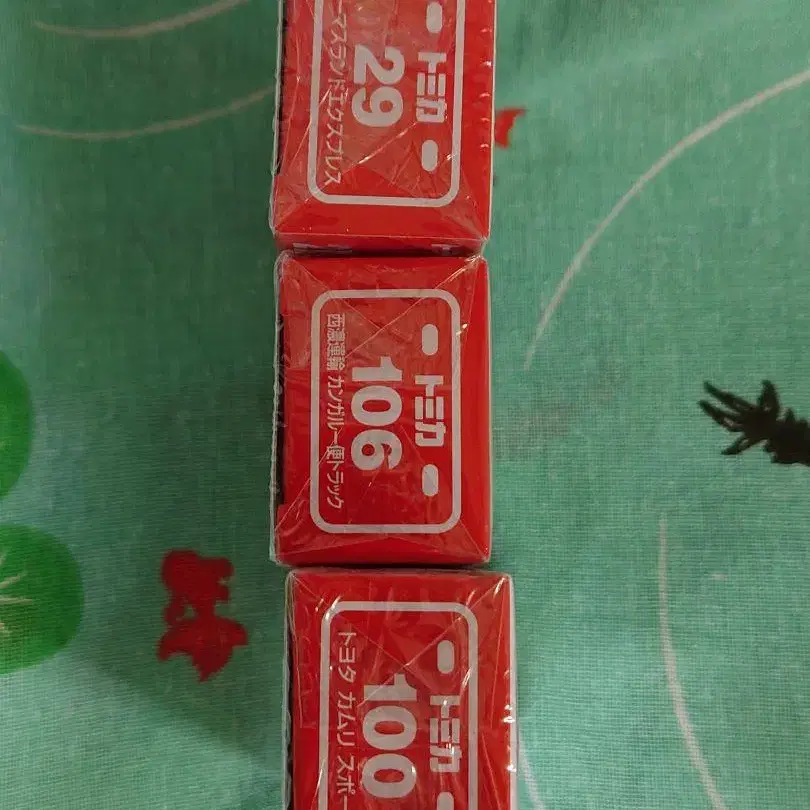 トミカ
29
ーマスランドエクスプレス
トミカ
106
西濃運輸 カンガルー便トラック
トミカ
100
トヨタ カムリ スポー